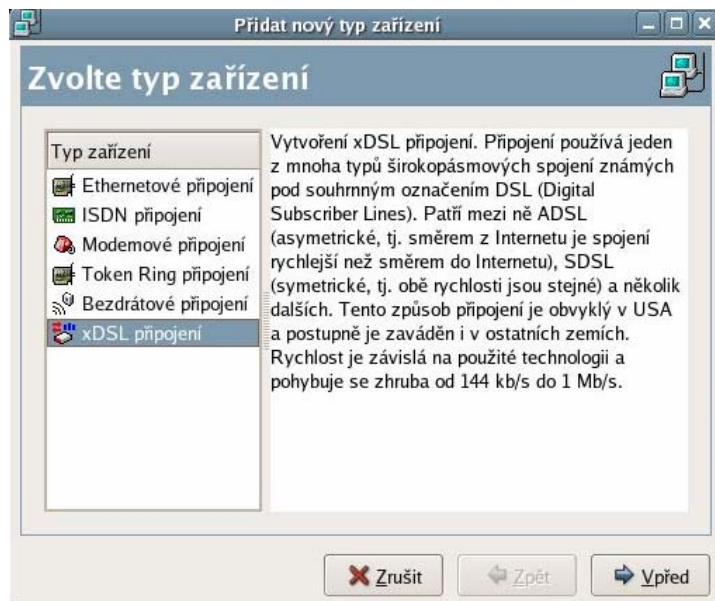 Přidat nový typ zařízení
Zvolte typ zařízení
Typ zařízení
Ethernetové připojení
ISDN připojení
Modemové připojení
Token Ring připojení
Bezdrátové připojení
xDSL připojení
Vytvoření xDSL připojení. Připojení používá jeden
z mnoha typů širokopásmových spojení známých
pod souhrnným označením DSL (Digital
Subscriber Lines). Patří mezi ně ADSL
(asymetrické, tj. směrem z Internetu je spojení
rychlejší než směrem do Internetu), SDSL
(symetrické, tj. obě rychlosti jsou stejné) a několik
dalších. Tento způsob připojení je obvyklý v USA
a postupně je zaváděn i v ostatních zemích.
Rychlost je závislá na použité technologii a
pohybuje se zhruba od 144 kb/s do 1 Mb/s.
Zrušit
Zpět
Vpřed